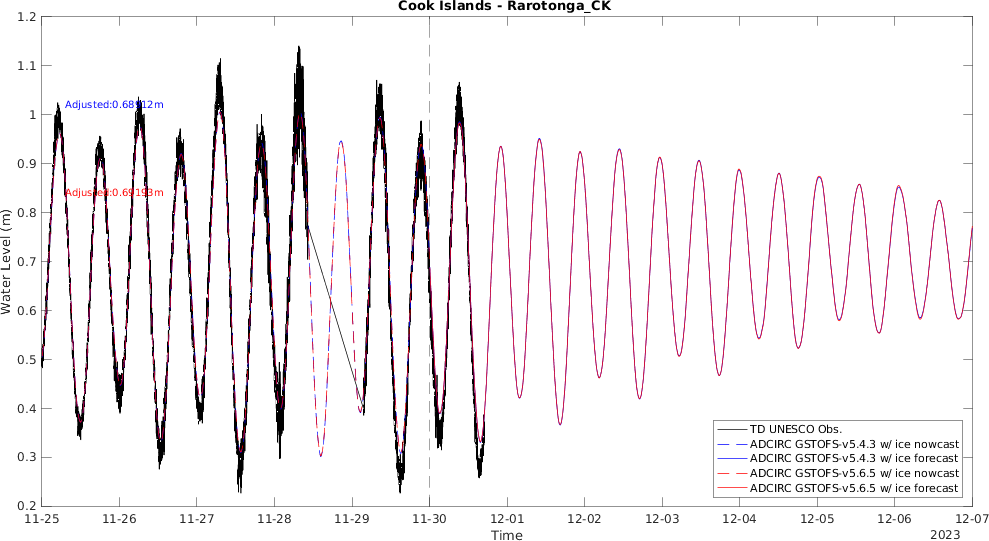 Cook Islands - Rarotonga_CK
1.2
1.1
1
0.9
0.8
0.7
0.6
0.5
0.4
0.3
0.2
Water Level (m)
Adjusted:0.68912m
Adjusted:0.69193m
TD UNESCO Obs.
ADCIRC GSTOFS-v5.4.3 w/ ice nowcast
ADCIRC GSTOFS-v5.4.3 w/ ice forecast
ADCIRC GSTOFS-v5.6.5 w/ ice nowcast
ADCIRC GSTOFS-v5.6.5 w/ ice forecast
11-25 11-26 11-27 11-28 11-29 11-30 12-01 12-02 12-03 12-04 12-05 12-06 12-07
Time
2023